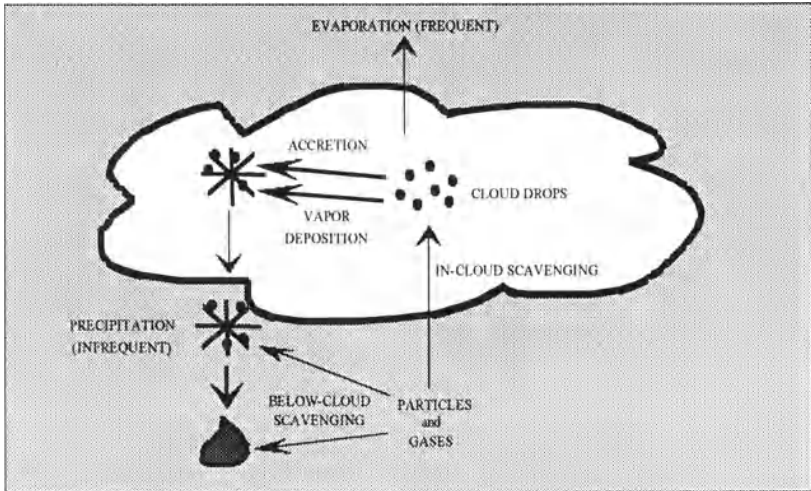 EVAPORATION (FREQUENT)
ACCRETION
CLOUD DROPS
VAPOR
DEPOSITION
IN-CLOUD SCAVENGING
PRECIPITATION
(INFREQUENT)
BELOW-CLOUD
SCAVENGING
PARTICLES
and
GASES